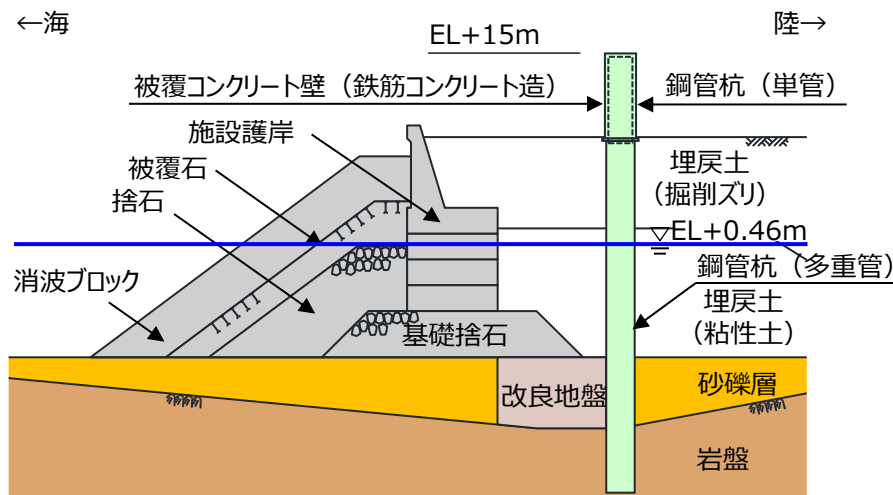 ←海
陸→
EL+15m
被覆コンクリート壁（鉄筋コンクリート造）
鋼管杭（単管）
施設護岸
被覆石
捨石
埋戻土
（掘削ズリ）
EL+0.46m
消波ブロック
鋼管杭（多重管）
埋戻土
（粘性土）
基礎捨石
改良地盤
砂礫層
岩盤